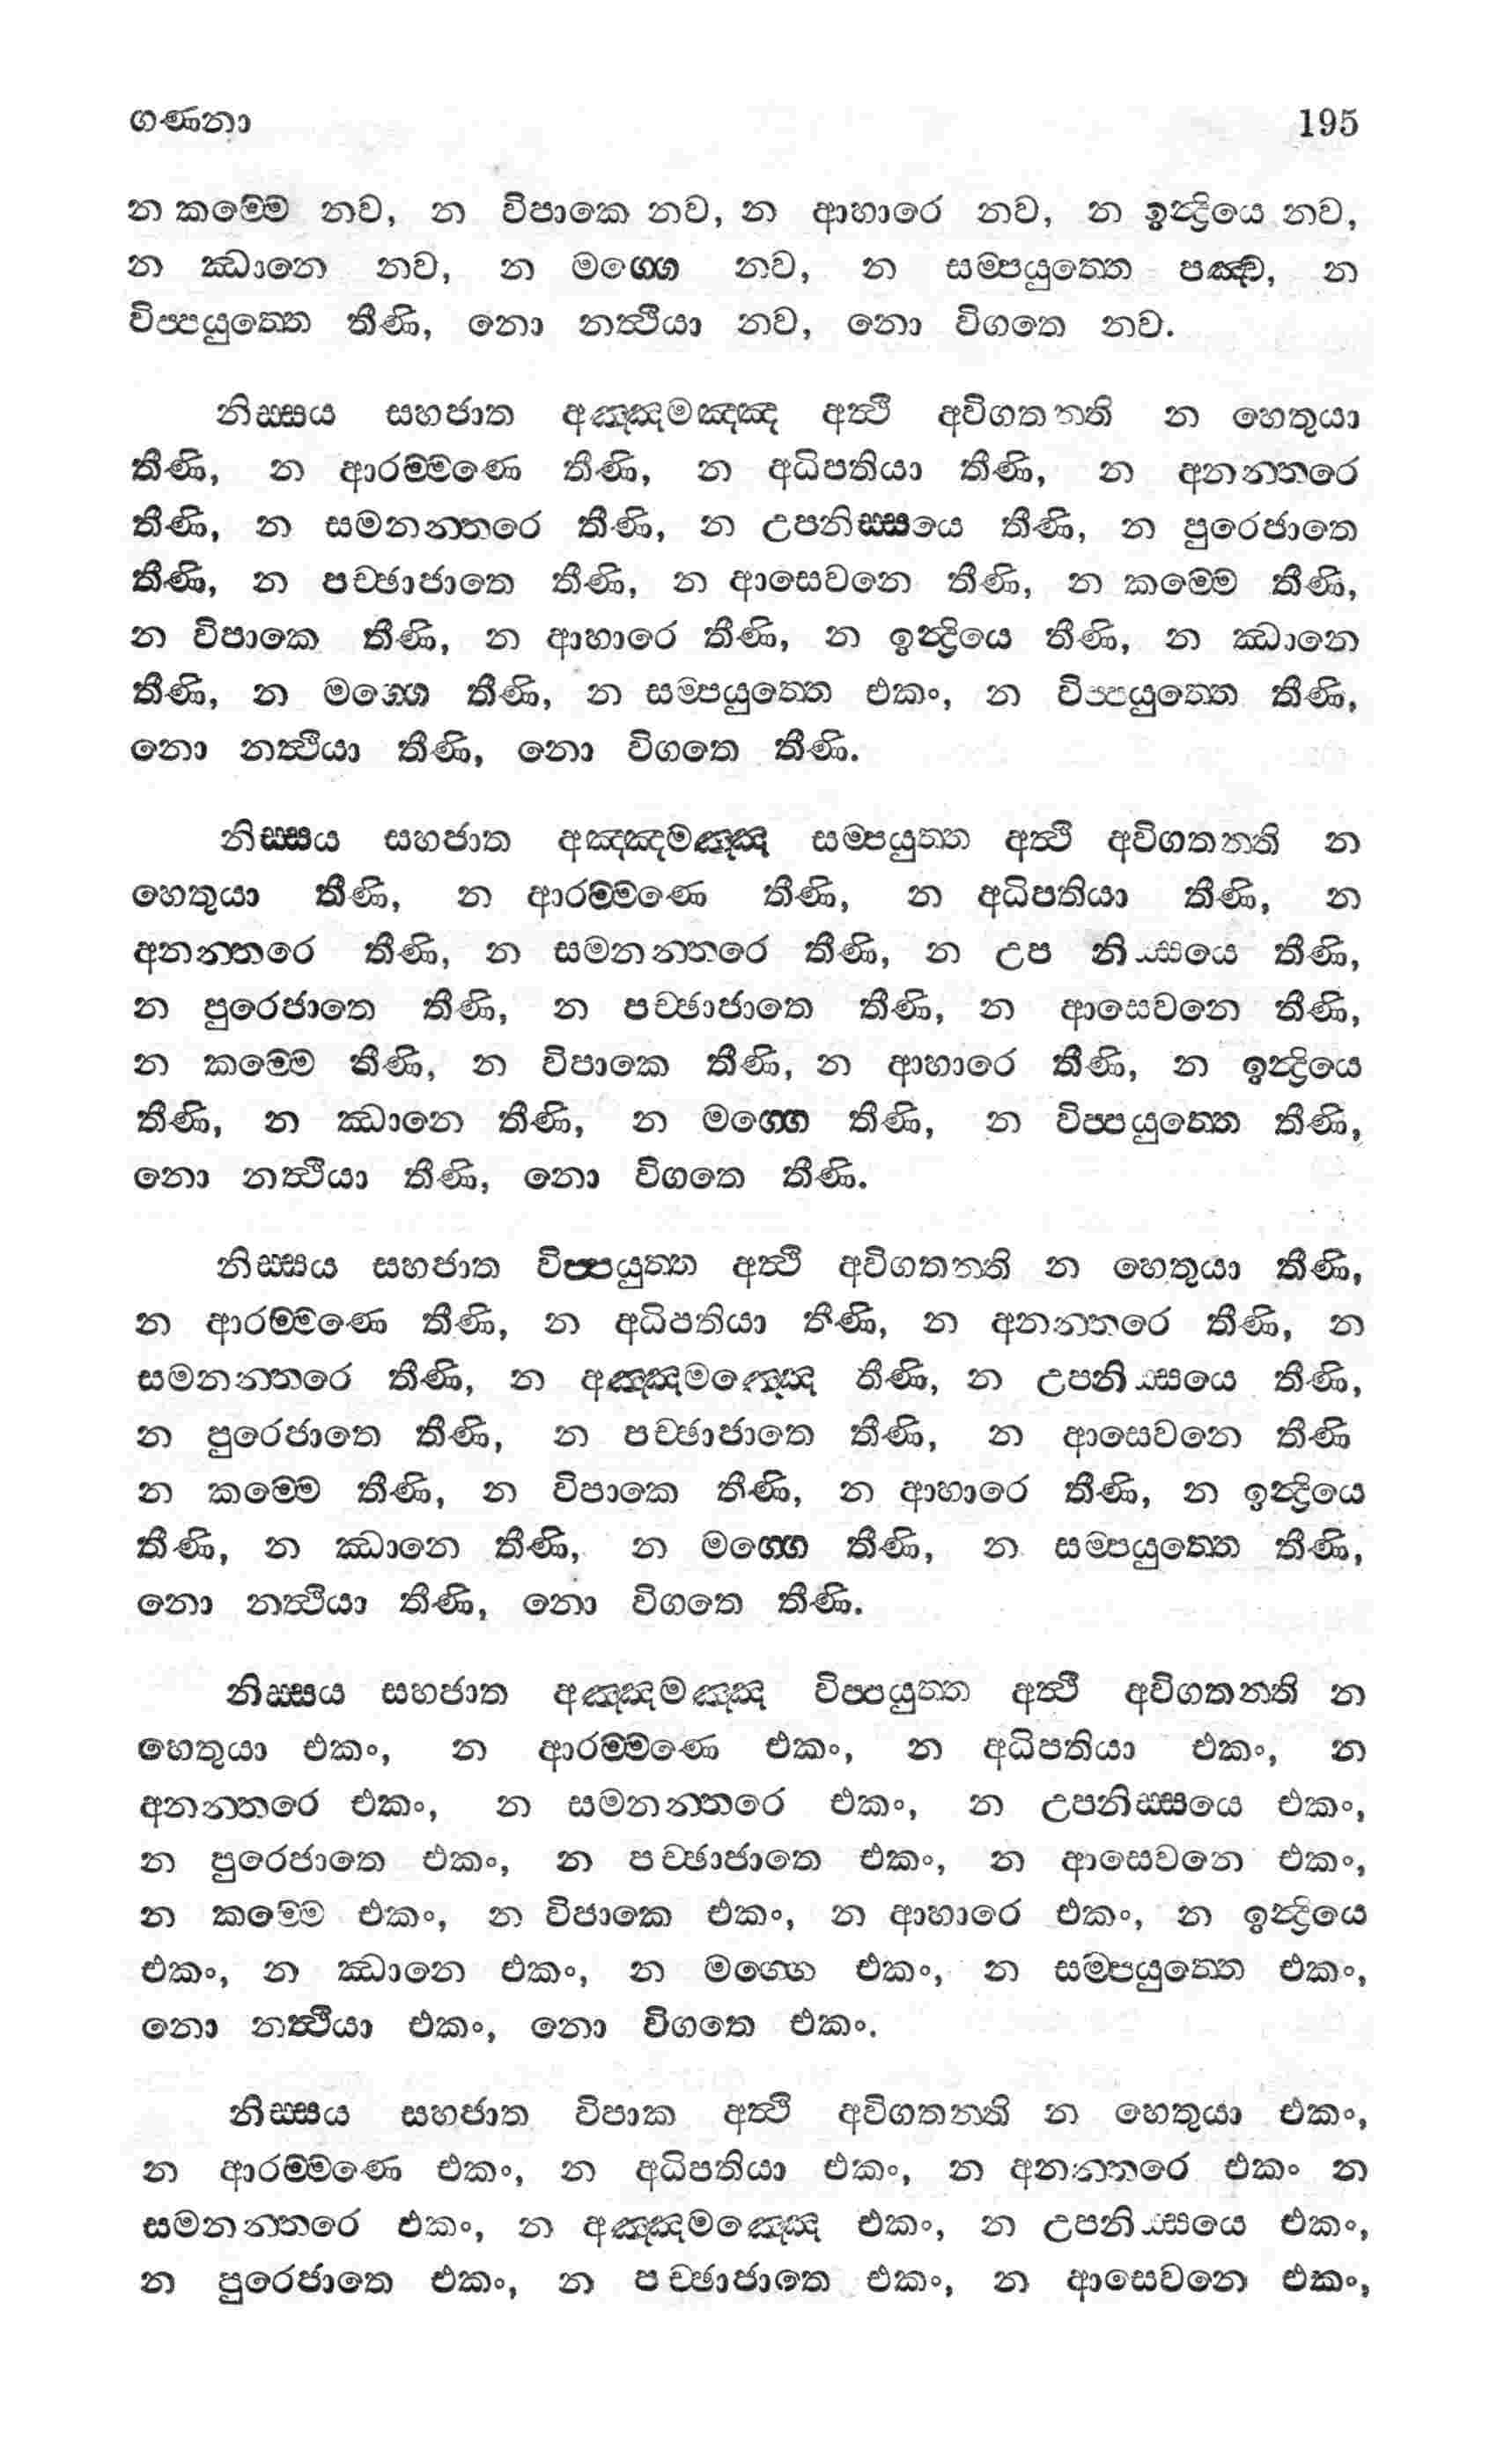 ගණනා 195
න කම්මෙ නව, න විපාකෙ නව, න ආහාරෙ නව, න ඉන්ද්‍රියෙ නව,
න ඣානෙ නව, න මග්ගෙ නව, න සම්පයුත්තෙ පඤ්ච, න
විප්පයුත්තෙ තීණි, නො නත්ථියා නව, නො විගතෙ නව.
නිස්සය සහජාත අඤ්ඤමඤ්ඤ අත්ථි අවිගතන්ති න හෙතුයා
තීණි, න ආරම්මණෙ තීණි, න අධිපතියා තීණි, න අනන්තරෙ
තීණි, න සමනන්තරෙ තීණි, න උපනිස්සයෙ තීණි, න පුරෙජාතෙ
තීණි, න පච්ඡාජාතෙ තීණි, න ආසෙවනෙ තීණි, න කම්මෙ තීණි,
න විපාකෙ තීණි, න ආහාරෙ තීණි, න ඉන්ද්‍රියෙ තීණි, න ඣානෙ
තීණි, න මග්ගෙ තීණි, න සම්පයුත්තෙ එකං, න විප්පයුත්තෙ තීණි,
නො නත්ථියා තීණි, නො විගතෙ තීණි.
නිස්සය සහජාත අඤ්ඤමඤ්ඤ සම්පයුත්ත අත්ථි අවිගතන්ති න
හෙතුයා තීණි, න ආරම්මණෙ තීණි, න අධිපතියා තීණි, න
අනන්තරෙ තීණි, න සමනන්තරෙ තීණි, න උප නිස්සයෙ තීණි,
න පුරෙජාතෙ තීණි, න පච්ඡාජාතෙ තීණි, න ආසෙවනෙ තීණි,
න කම්මෙ තීණි, න විපාකෙ තීණි, න ආහාරෙ තීණි, න ඉන්ද්‍රියෙ
තීණි, න ඣානෙ තීණි, න මග්ගෙ තීණි, න විප්පයුත්තෙ තීණි,
නො නත්ථියා තීණි, නො විගතෙ තීණි.
නිස්සය සහජාත විප්පයුත්ත අත්ථි අවිගතන්ති න හෙතුයා තීණි,
න ආරම්මණෙ තීණි, න අධිපතියා තීණි, න අනන්තරෙ තීණි, න
සමනන්තරෙ තීණි, න අඤ්ඤමඤ්ඤෙ තීණි, න උපනිස්සයෙ තීණි,
න පුරෙජාතෙ තීණි, න පච්ඡාජාතෙ තීණි, න ආසෙවනෙ තීණි
න කම්මෙ තීණි, න විපාකෙ තීණි, න ආහාරෙ තීණි, න ඉන්ද්‍රියෙ
තීණි, න ඣානෙ තීණි, න මග්ගෙ තීණි, න සම්පයුත්තෙ තීණි,
නො නත්ථියා තීණි, නො විගතෙ තීණි.
නිස්සය සහජාත අඤ්ඤමඤ්ඤ විප්පයුත්ත අත්ථි අවිගතන්ති න
හෙතුයා එකං, න ආරම්මණෙ එකං, න අධිපතියා එකං, න
අනන්තරෙ එකං, න සමනන්තරෙ එකං, න උපනිස්සයෙ එකං,
න පුරෙජාතෙ එකං, න පච්ඡාජාතෙ එකං, න ආසෙවනෙ එකං,
න කම්මෙ එකං, න විපාකෙ එකං, න ආහාරෙ එකං, න ඉන්ද්‍රියෙ
එකං, න ඣානෙ එකං, න මග්ගෙ එකං, න සම්පයුත්තෙ එකං,
නො නත්ථියා එකං, නො විගතෙ එකං.
නිස්සය සහජාත විපාක අත්ථි අවිගතන්ති න හෙතුයා එකං,
න ආරම්මණෙ එකං, න අධිපතියා එකං, න අනන්තරෙ එකං න
සමනන්තරෙ එකං, න අඤ්ඤමඤ්ඤෙ එකං, න උපනිස්සයෙ එකං,
න පුරෙජාතෙ එකං, න පච්ඡාජාතෙ එකං, න ආසෙවනෙ එකං,